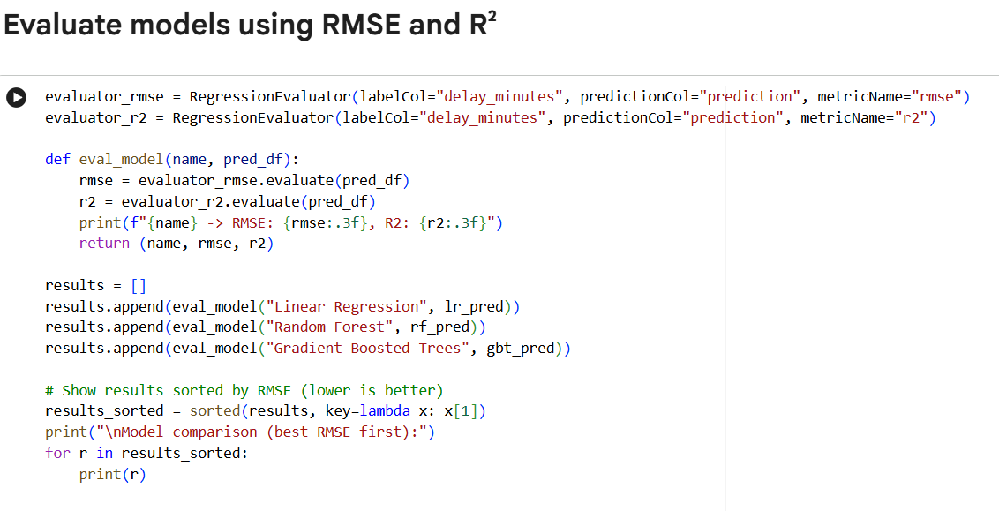 Evaluate models using RMSE and R²
evaluator_rmse = RegressionEvaluator(labelCol="delay_minutes", predictionCol="prediction", metricName="rmse")
evaluator_r2 = RegressionEvaluator(labelCol="delay_minutes", predictionCol="prediction", metricName="r2")
def eval_model(name, pred_df):
    rmse = evaluator_rmse.evaluate(pred_df)
    r2 = evaluator_r2.evaluate(pred_df)
    print(f"{name} -> RMSE: {rmse:.3f}, R2: {r2:.3f}")
    return (name, rmse, r2)
results = []
results.append(eval_model("Linear Regression", lr_pred))
results.append(eval_model("Random Forest", rf_pred))
results.append(eval_model("Gradient-Boosted Trees", gbt_pred))
# Show results sorted by RMSE (lower is better)
results_sorted = sorted(results, key=lambda x: x[1])
print("\nModel comparison (best RMSE first):")
for r in results_sorted:
    print(r)